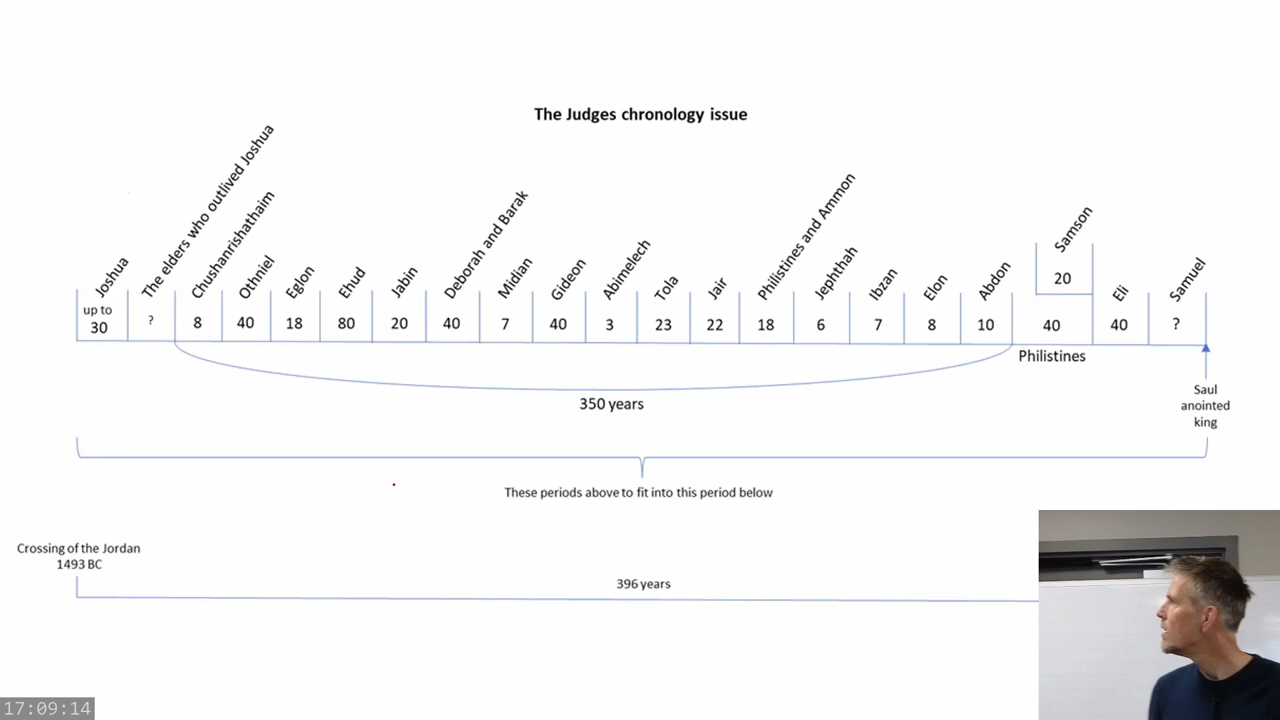 The Judges chronology issue
Joshua
The elders who outlived Joshua
Chushanrishathaim
Othniel
Eglon
Ehud
Jabin
Deborah and Barak
Midian
Gideon
Abimelech
Tola
Jair
Philistines and Ammon
Jephthah
Ibzan
Elon
Abdon
Samson
Eli
Samuel
20
up to
30
?
8
40
18
80
20
40
7
40
3
23
22
18
6
7
8
10
40
40
?
Philistines
350 years
Saul
anointed
king
These periods above to fit into this period below
Crossing of the Jordan
1493 BC
396 years
17:09:14